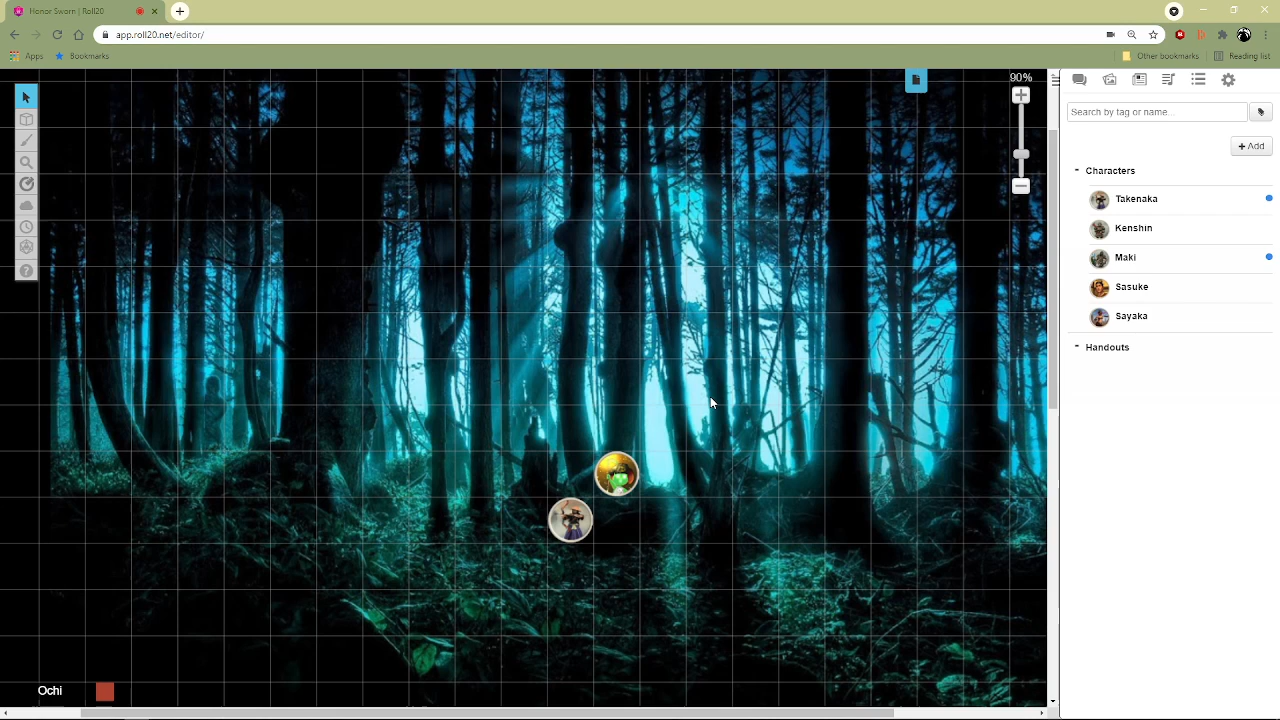 Honor Sworn | Roll20
app.roll20.net/editor/
Apps Bookmarks Other bookmarks Reading list
90%
Search by tag or name...
+ Add
Characters
Takenaka
Kenshin
Maki
Sasuke
Sayaka
Handouts
Ochi